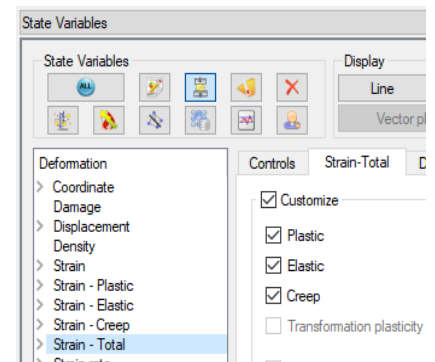 State Variables
State Variables
Display
ALL
Line
Vector pl
Deformation
Controls
Strain-Total
D
Coordinate
Damage
Displacement
Density
Strain
Strain - Plastic
Strain - Elastic
Strain - Creep
Strain - Total
Customize
Plastic
Elastic
Creep
Transformation plasticity